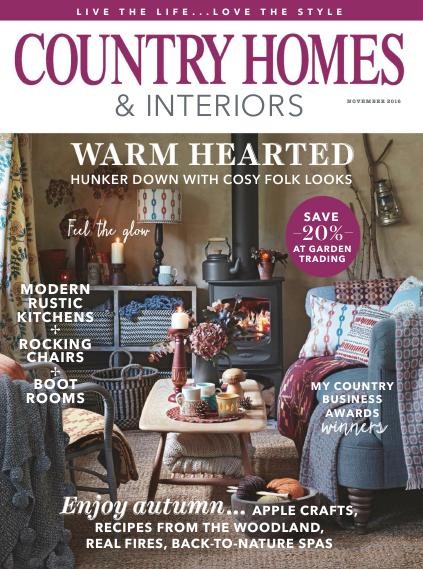 LIVE THE LIFE...LOVE THE STYLE
COUNTRY HOMES
& INTERIORS
NOVEMBER 2016
WARM HEARTED
HUNKER DOWN WITH COSY FOLK LOOKS
Feel the glow
SAVE
–20%–
AT GARDEN
TRADING
MODERN
RUSTIC
KITCHENS
+
ROCKING
CHAIRS
+
BOOT
ROOMS
MY COUNTRY
BUSINESS
AWARDS
winners
Enjoy autumn... APPLE CRAFTS,
RECIPES FROM THE WOODLAND,
REAL FIRES, BACK-TO-NATURE SPAS